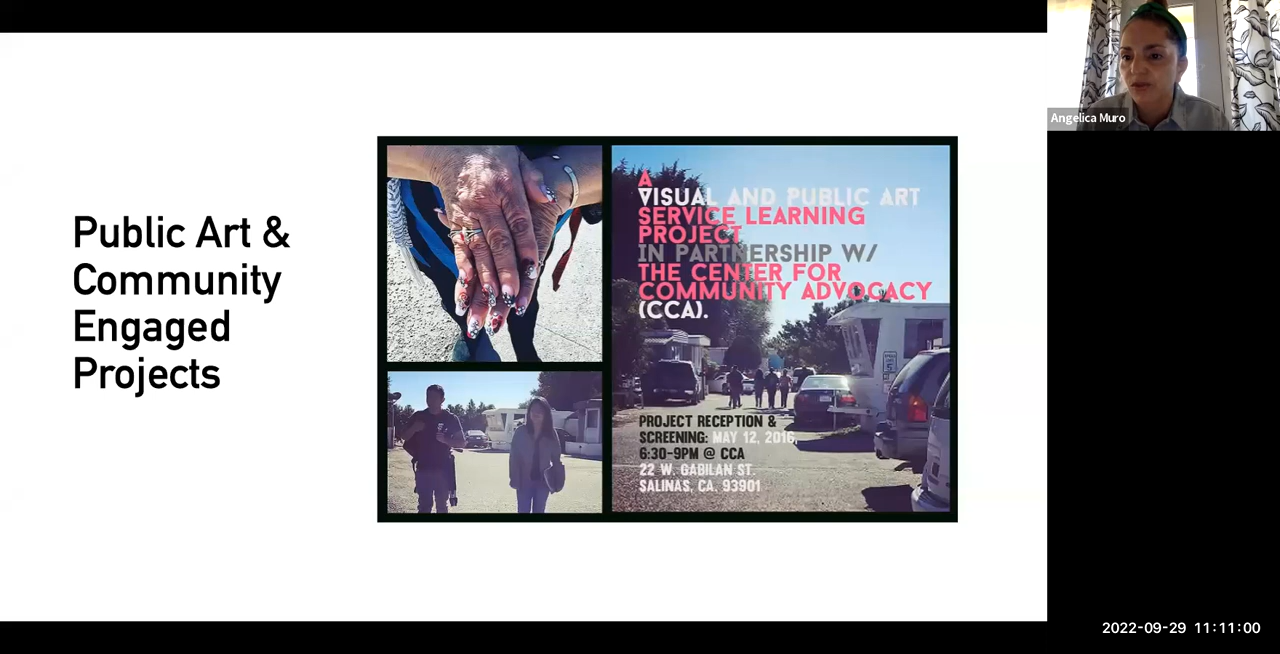 Public Art &
Community
Engaged
Projects
A
VISUAL AND PUBLIC ART
SERVICE LEARNING
PROJECT
IN PARTNERSHIP W/
THE CENTER FOR
COMMUNITY ADVOCACY
(CCA).
PROJECT RECEPTION &
SCREENING: MAY 12, 2016,
6:30-9PM @ CCA
22 W. GABILAN ST.
SALINAS, CA. 93901
Angelica Muro
2022-09-29 11:11:00